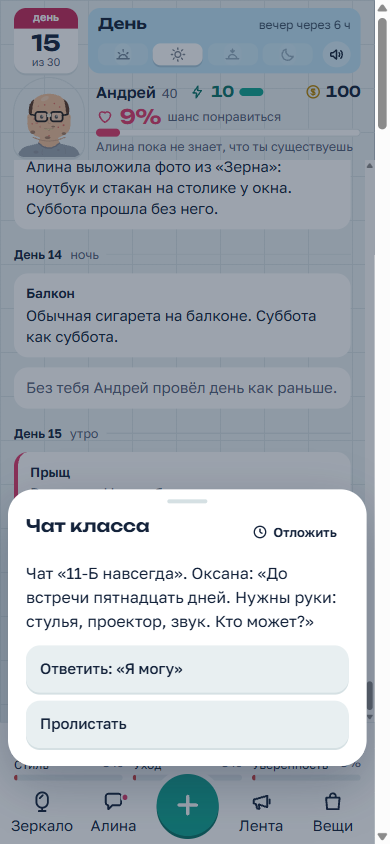 день
15
из 30
День
вечер через 6 ч
Андрей 40
10
100
9% шанс понравиться
Алина пока не знает, что ты существуешь
Алина выложила фото из «Зерна»:
ноутбук и стакан на столике у окна.
Суббота прошла без него.
День 14 ночь
Балкон
Обычная сигарета на балконе. Суббота
как суббота.
Без тебя Андрей провёл день как раньше.
День 15 утро
Прыщ
Чат класса
Отложить
Чат «11-Б навсегда». Оксана: «До
встречи пятнадцать дней. Нужны руки:
стулья, проектор, звук. Кто может?»
Ответить: «Я могу»
Пролистать
Стиль
Уход
Уверенность
Зеркало
Алина
Лента
Вещи